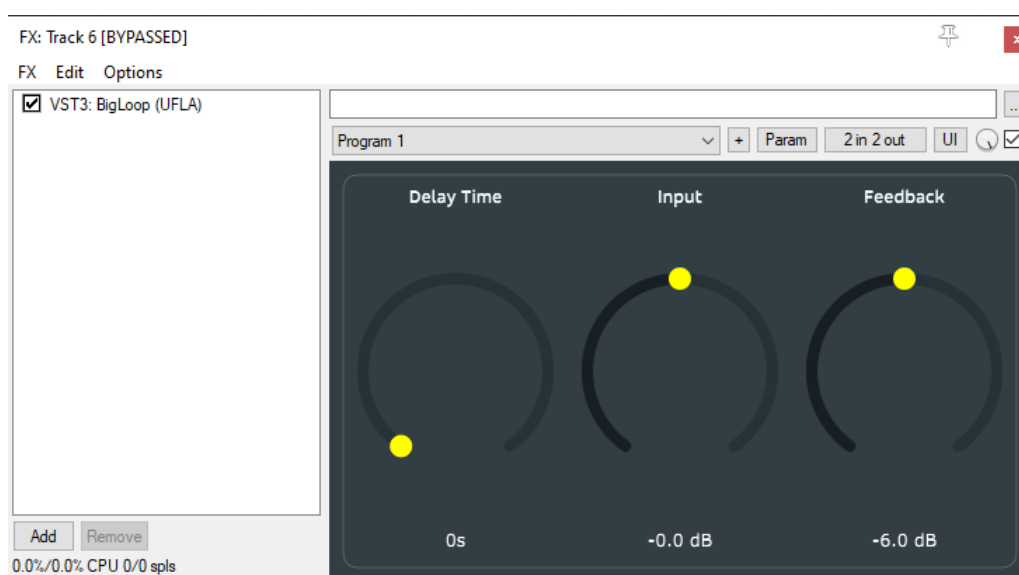 FX: Track 6 [BYPASSED]
FX Edit Options
VST3: BigLoop (UFLA)
...
Program 1 + Param 2 in 2 out UI
Delay Time Input Feedback
0s -0.0 dB -6.0 dB
Add Remove
0.0%/0.0% CPU 0/0 spls